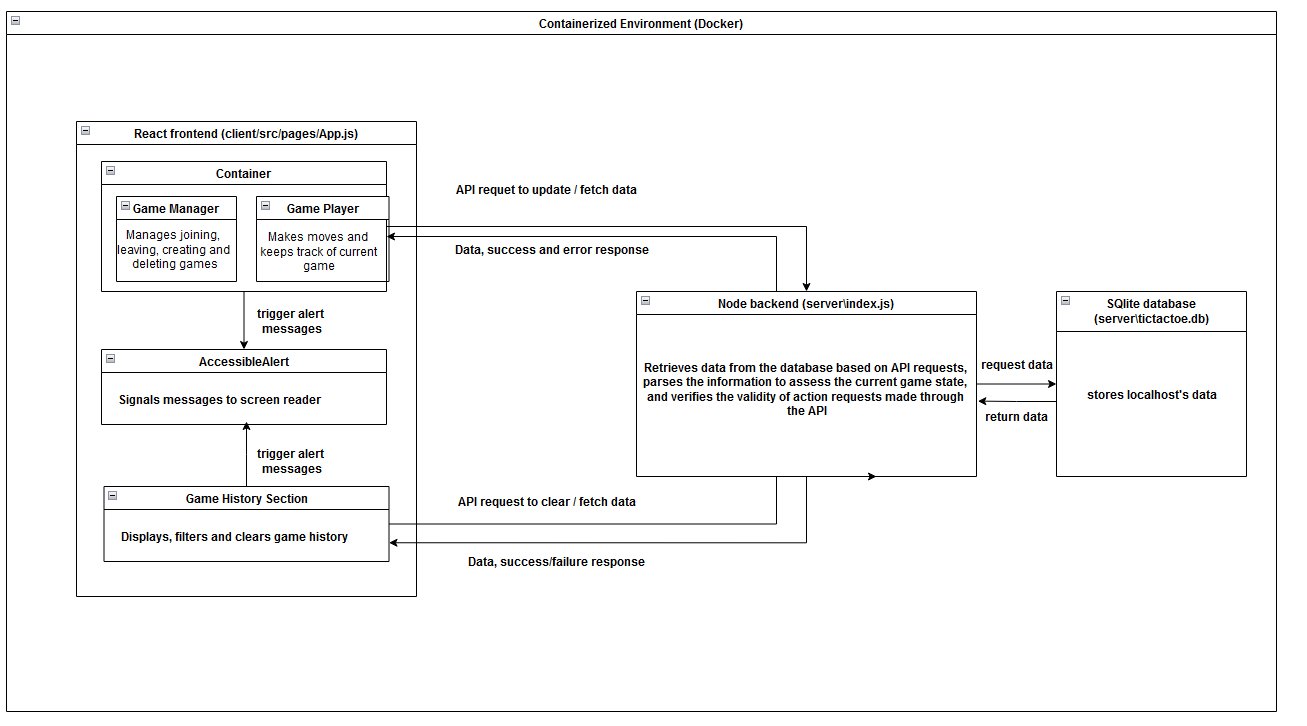 Containerized Environment (Docker)
React frontend (client/src/pages/App.js)
Container
Game Manager
Manages joining,
leaving, creating and
deleting games
Game Player
Makes moves and
keeps track of current
game
trigger alert
messages
AccessibleAlert
Signals messages to screen reader
trigger alert
messages
Game History Section
Displays, filters and clears game history
API requet to update / fetch data
Data, success and error response
API request to clear / fetch data
Data, success/failure response
Node backend (server\index.js)
Retrieves data from the database based on API requests,
parses the information to assess the current game state,
and verifies the validity of action requests made through
the API
request data
return data
SQlite database
(server\tictactoe.db)
stores localhost's data